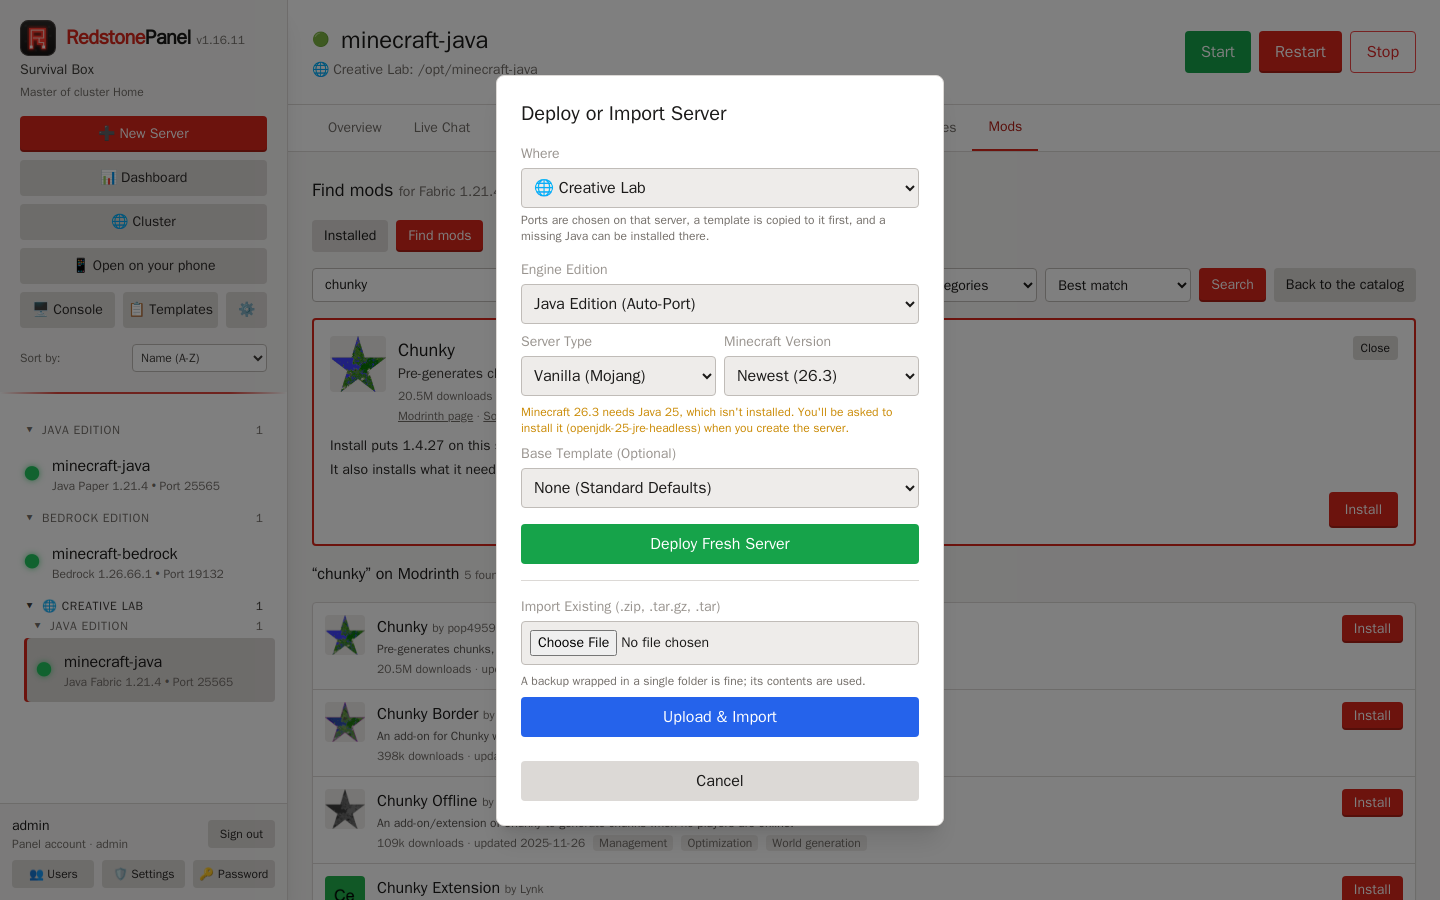 RedstonePanel v1.16.11
Survival Box
Master of cluster Home
New Server
Dashboard
Cluster
Open on your phone
Console
Templates
Sort by:
Name (A-Z)
JAVA EDITION 1
minecraft-java
Java Paper 1.21.4 • Port 25565
BEDROCK EDITION 1
minecraft-bedrock
Bedrock 1.26.66.1 • Port 19132
CREATIVE LAB 1
JAVA EDITION 1
minecraft-java
Java Fabric 1.21.4 • Port 25565
admin
Panel account · admin
Sign out
Users
Settings
Password
minecraft-java
Creative Lab: /opt/minecraft-java
Start
Restart
Stop
Overview
Live Chat
Mods
Find mods for Fabric 1.21.4
Installed
Find mods
chunky
Best match
Search
Back to the catalog
Chunky
Pre-generates
20.5M downloads
Modrinth page ·
Close
Install puts 1.4.27 on this
It also installs what it need
Install
“chunky” on Modrinth 5
Chunky by pop4959
Pre-generates chunks,
20.5M downloads ·
Install
Chunky Border by
An add-on for Chunky
398k downloads ·
Install
Chunky Offline by
An add-on/extension
109k downloads · updated 2025-11-26 Management Optimization World generation
Install
Ce
Chunky Extension by Lynk
Install
Deploy or Import Server
Where
Creative Lab
Ports are chosen on that server, a template is copied to it first, and a
missing Java can be installed there.
Engine Edition
Java Edition (Auto-Port)
Server Type
Minecraft Version
Vanilla (Mojang)
Newest (26.3)
Minecraft 26.3 needs Java 25, which isn't installed. You'll be asked to
install it (openjdk-25-jre-headless) when you create the server.
Base Template (Optional)
None (Standard Defaults)
Deploy Fresh Server
Import Existing (.zip, .tar.gz, .tar)
Choose File No file chosen
A backup wrapped in a single folder is fine; its contents are used.
Upload & Import
Cancel